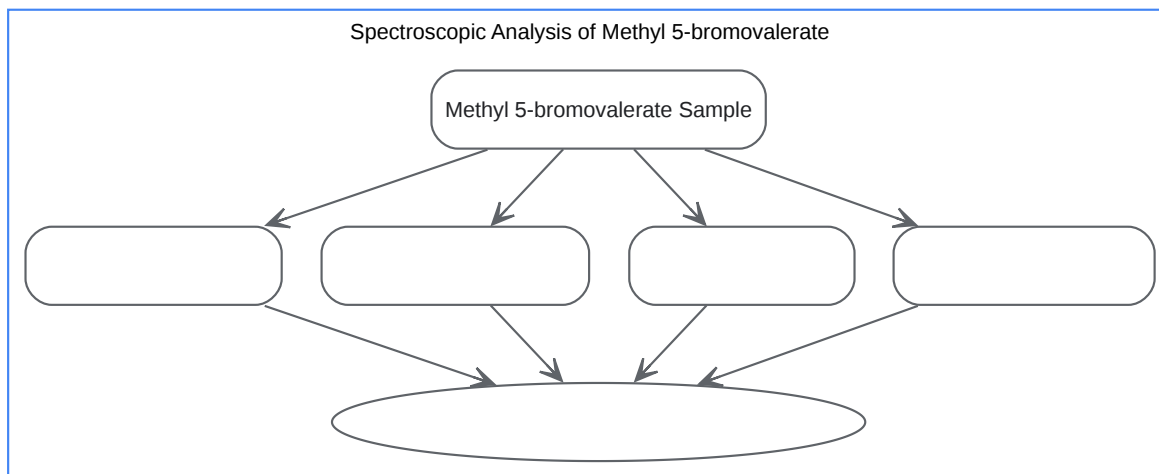 Spectroscopic Analysis of Methyl 5-bromovalerate
Methyl 5-bromovalerate Sample